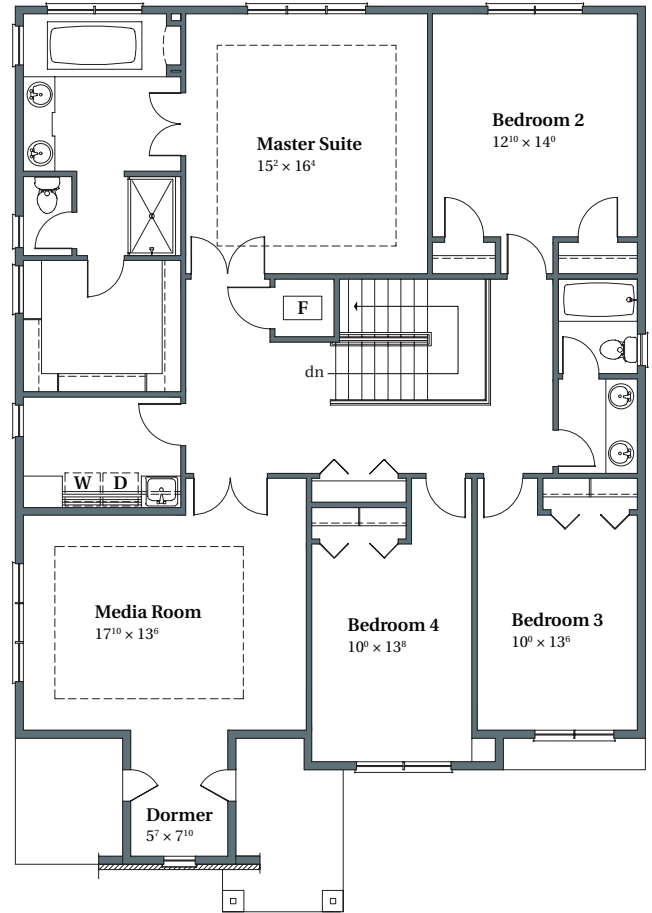 Master Suite
15² × 16⁴
Bedroom 2
12¹⁰ × 14⁰
F
dn
W D
Media Room
17¹⁰ × 13⁶
Bedroom 4
10⁰ × 13⁸
Bedroom 3
10⁰ × 13⁶
Dormer
5⁷ × 7¹⁰